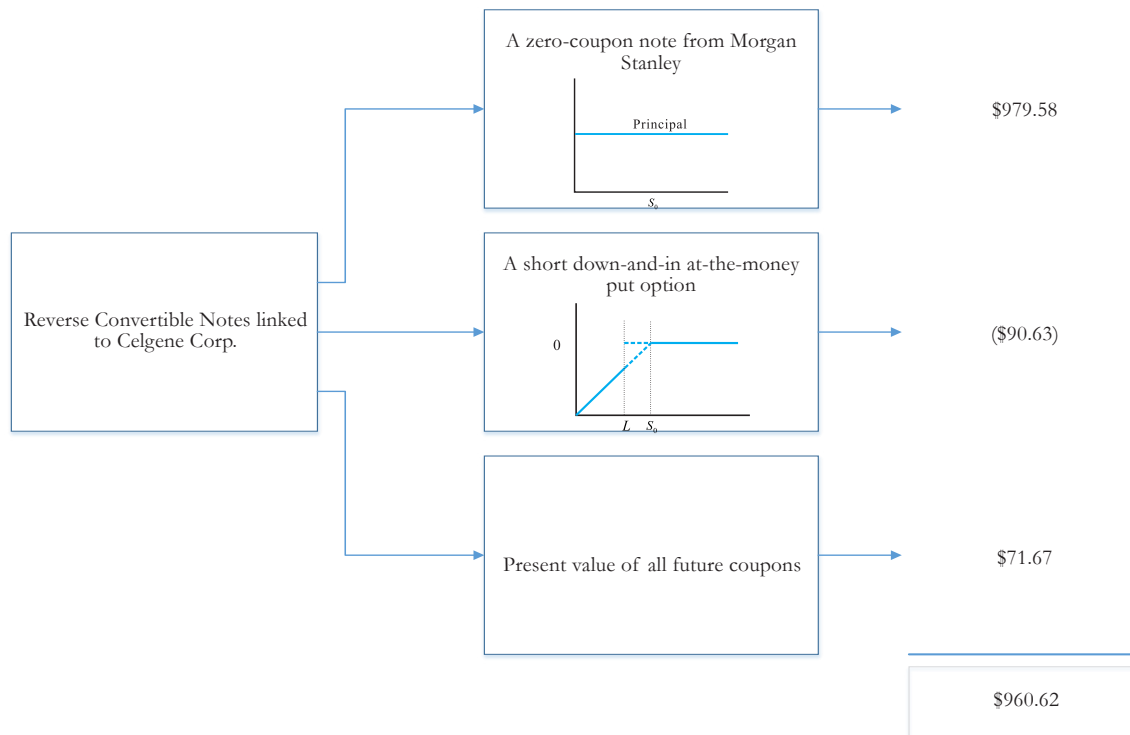 A zero-coupon note from Morgan
Stanley
Principal
S₀
$979.58
Reverse Convertible Notes linked
to Celgene Corp.
A short down-and-in at-the-money
put option
0
L S₀
($90.63)
Present value of all future coupons
$71.67
$960.62